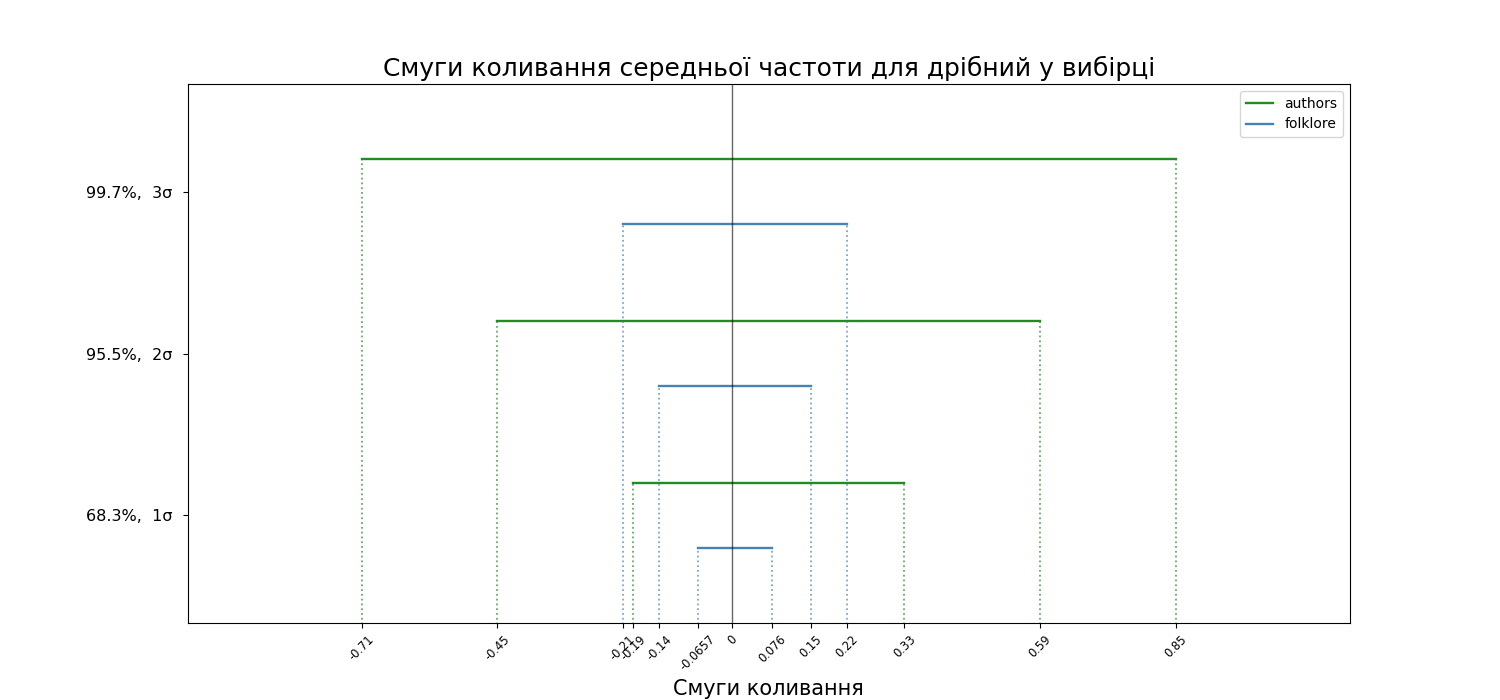 Смуги коливання середньої частоти для дрібний у вибірці
authors
folklore
99.7%, 3σ
95.5%, 2σ
68.3%, 1σ
-0.71 -0.45 -0.21 -0.19 -0.14 -0.0657 0 0.076 0.15 0.22 0.33 0.59 0.85
Смуги коливання